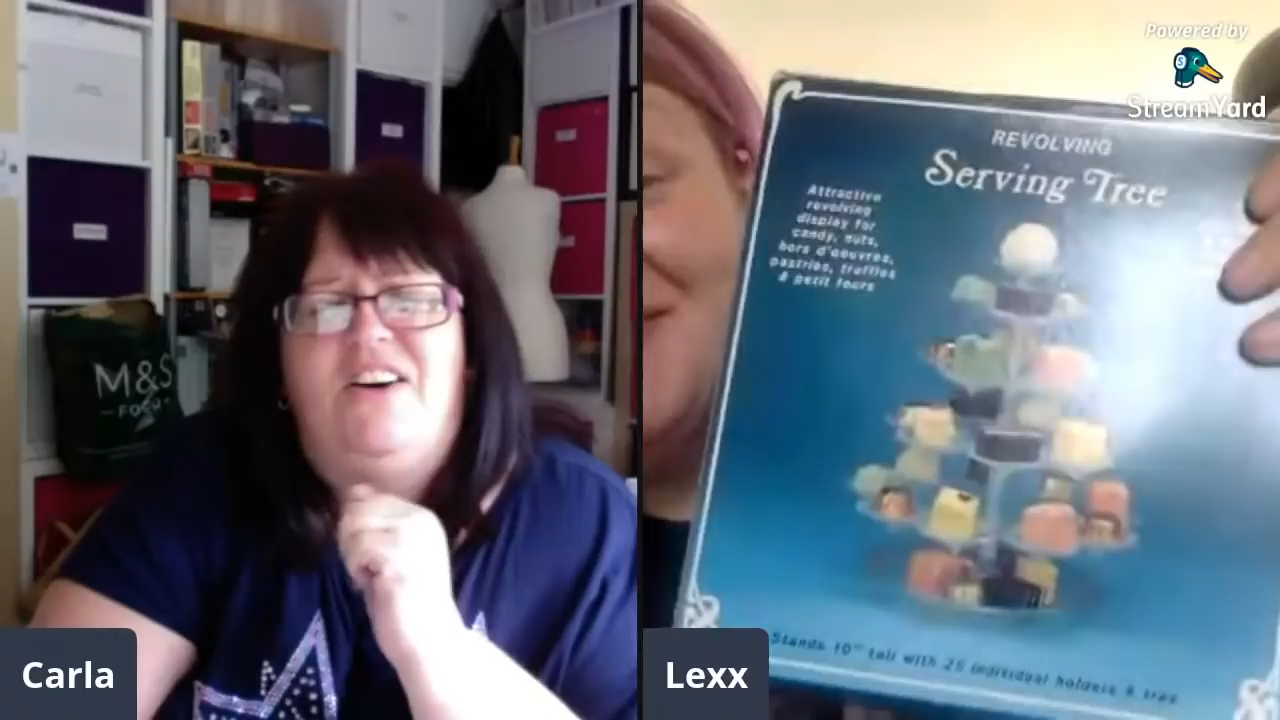 Powered by
StreamYard
REVOLVING
Serving Tree
Attractive
revolving
display for
candy, nuts,
hors d'oeuvres,
pastries, truffles
& petit fours
M&S
FOOD
Stands 10" tall with 25 individual holders & tray
Carla
Lexx